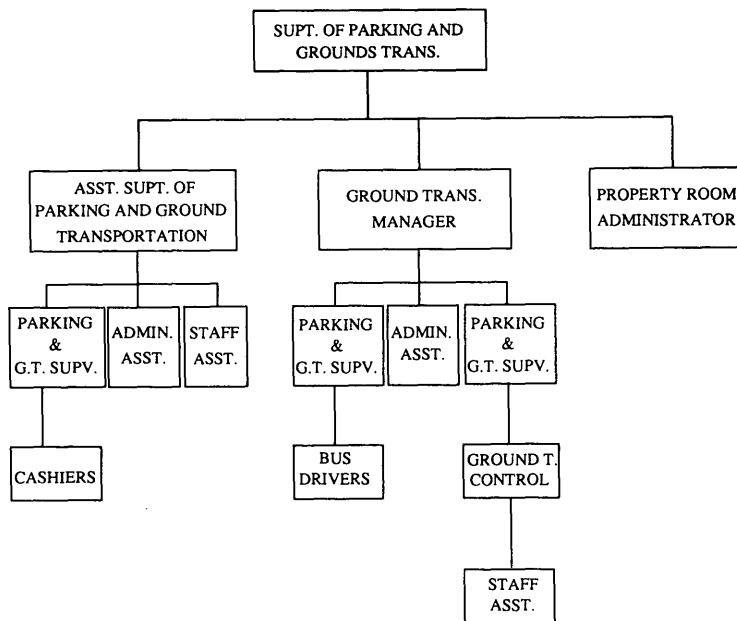 SUPT. OF PARKING AND
GROUNDS TRANS.
ASST. SUPT. OF
PARKING AND GROUND
TRANSPORTATION
GROUND TRANS.
MANAGER
PROPERTY ROOM
ADMINISTRATOR
PARKING
&
G.T. SUPV.
ADMIN.
ASST.
STAFF
ASST.
PARKING
&
G.T. SUPV.
ADMIN.
ASST.
PARKING
&
G.T. SUPV.
CASHIERS
BUS
DRIVERS
GROUND T.
CONTROL
STAFF
ASST.